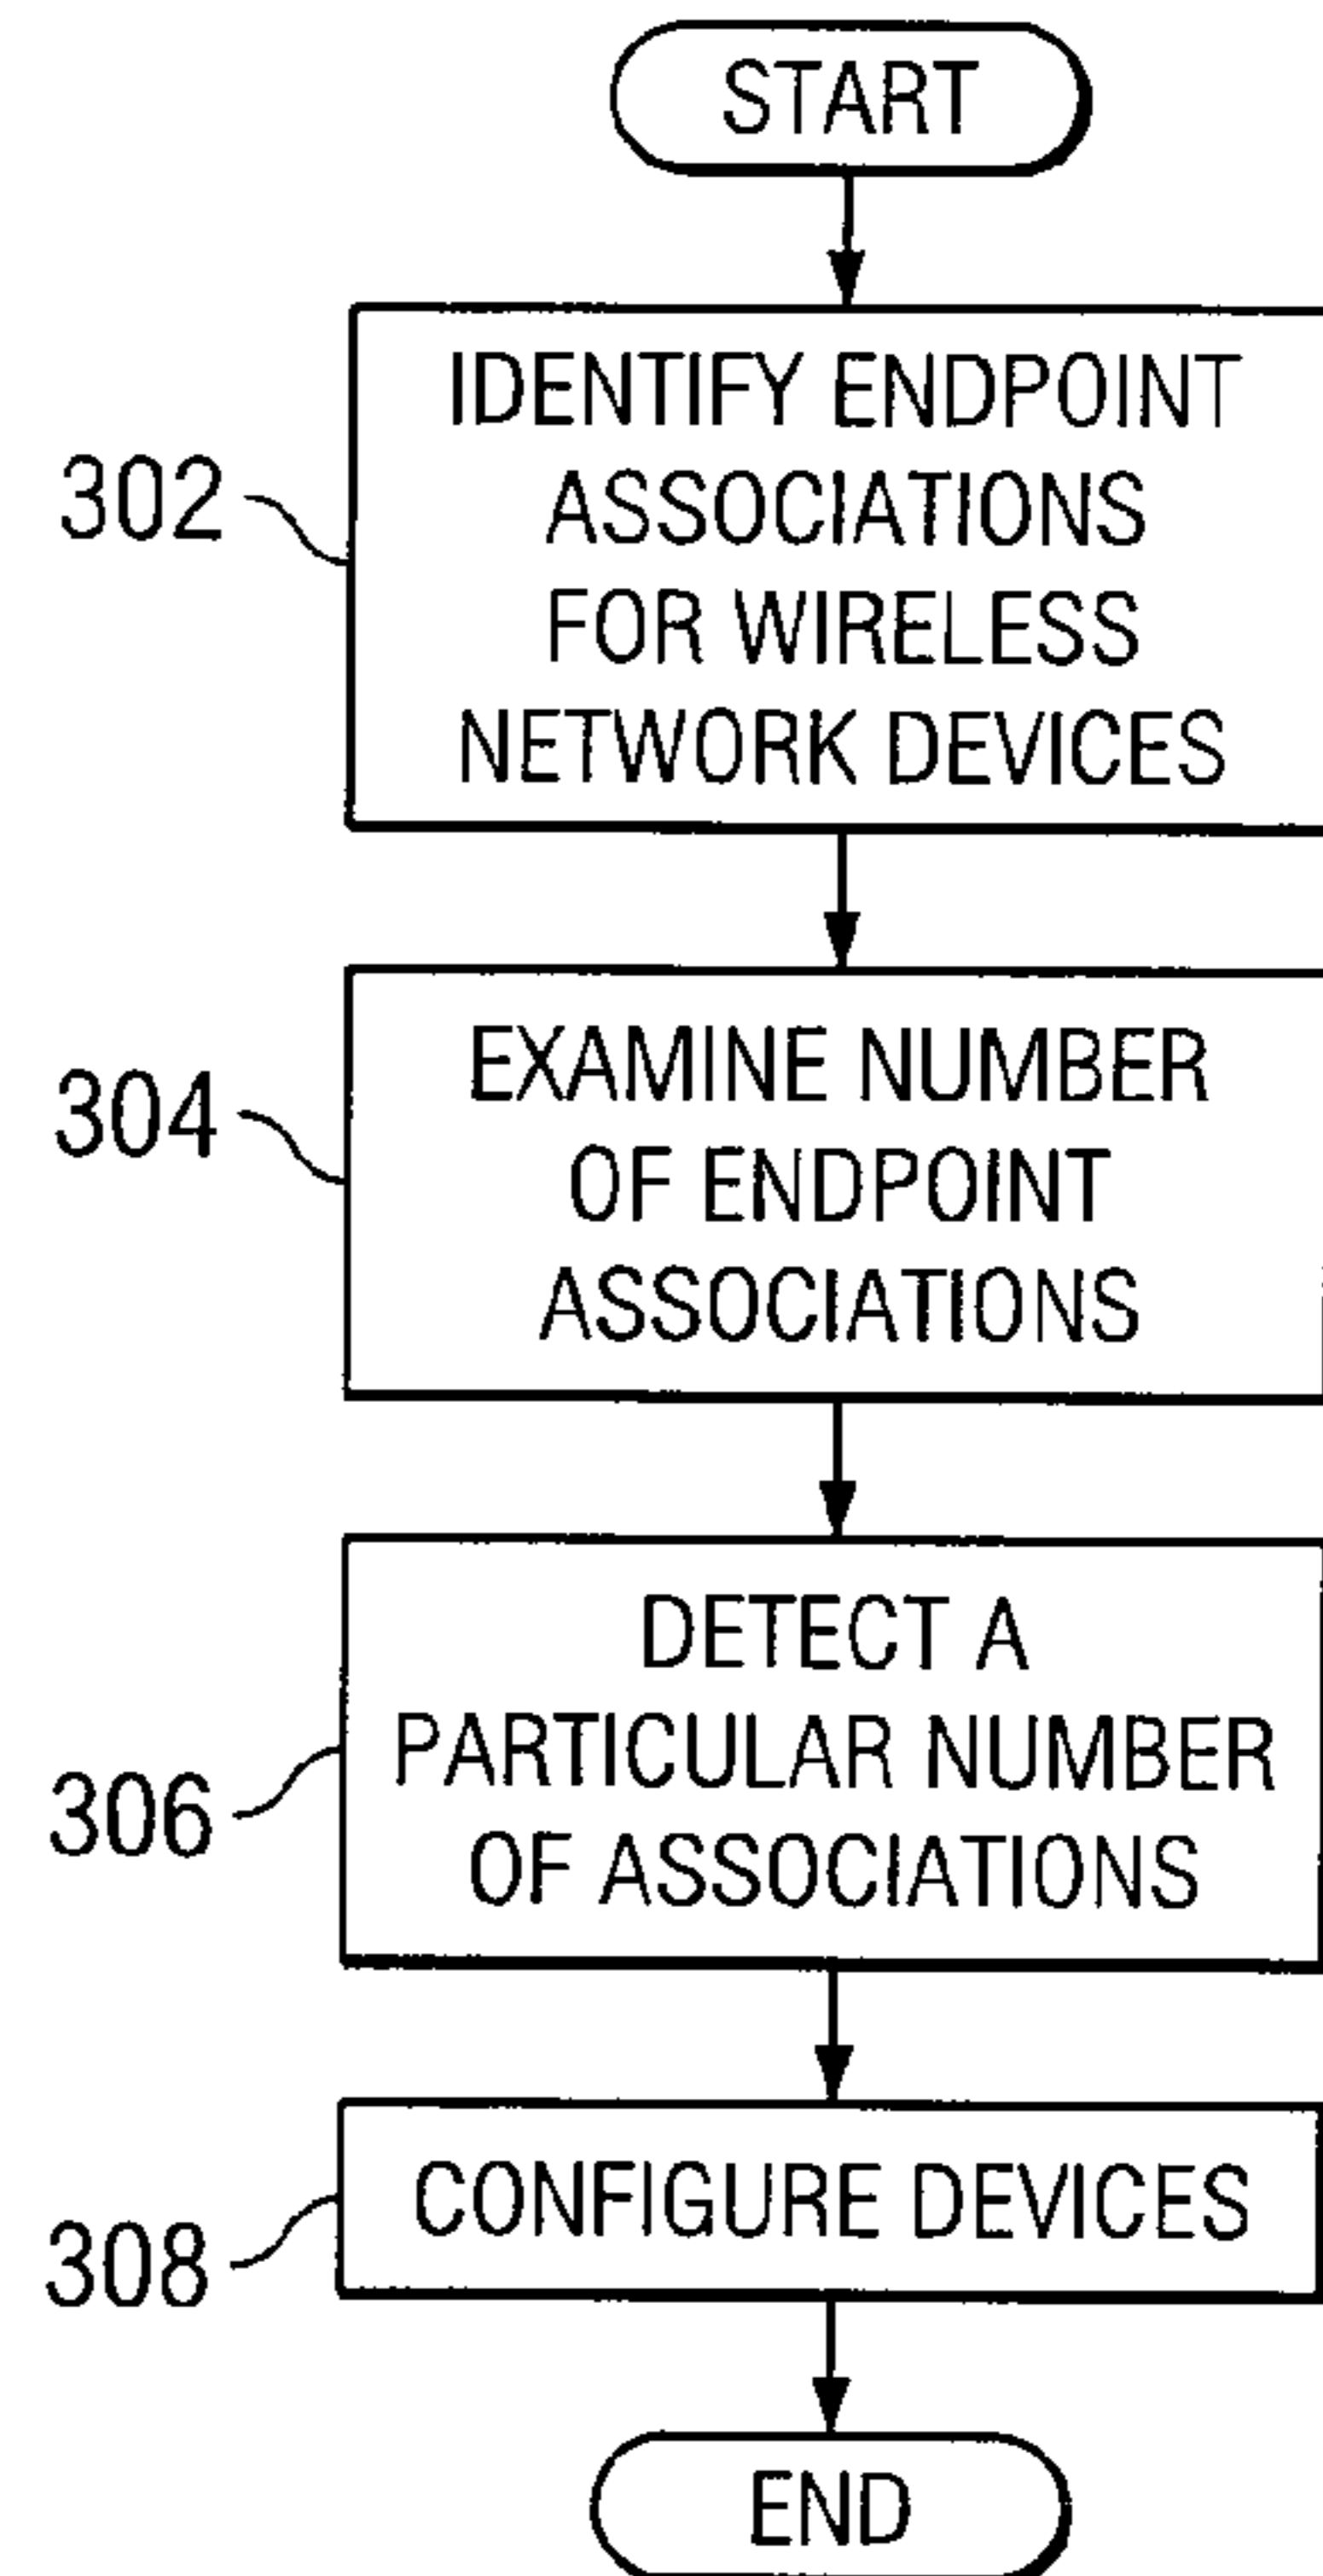 START
302
IDENTIFY ENDPOINT
ASSOCIATIONS
FOR WIRELESS
NETWORK DEVICES
304
EXAMINE NUMBER
OF ENDPOINT
ASSOCIATIONS
306
DETECT A
PARTICULAR NUMBER
OF ASSOCIATIONS
308
CONFIGURE DEVICES
END